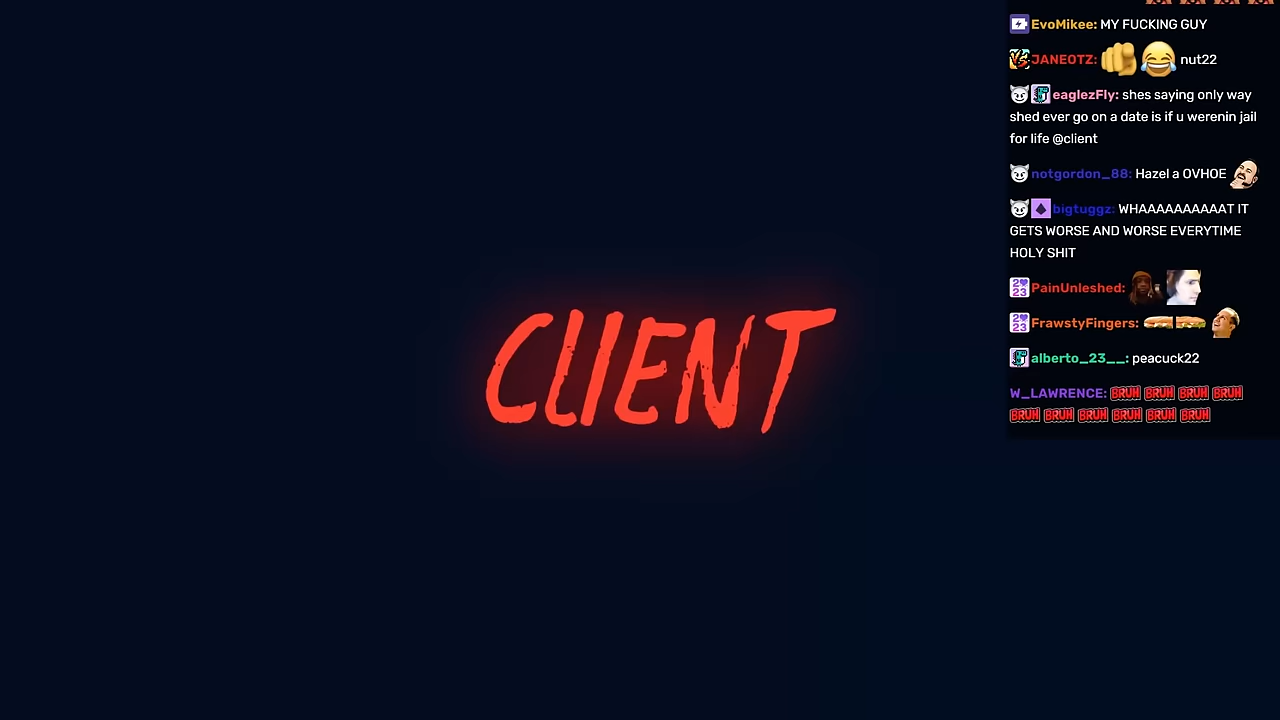 EvoMikee: MY FUCKING GUY
JANEOTZ: nut22
eaglezFly: shes saying only way
shed ever go on a date is if u werenin jail
for life @client
notgordon_88: Hazel a OVHOE
bigtuggz: WHAAAAAAAAAAT IT
GETS WORSE AND WORSE EVERYTIME
HOLY SHIT
PainUnleshed:
FrawstyFingers:
alberto_23__: peacuck22
W_LAWRENCE: BRUH BRUH BRUH BRUH
BRUH BRUH BRUH BRUH BRUH BRUH
CLIENT